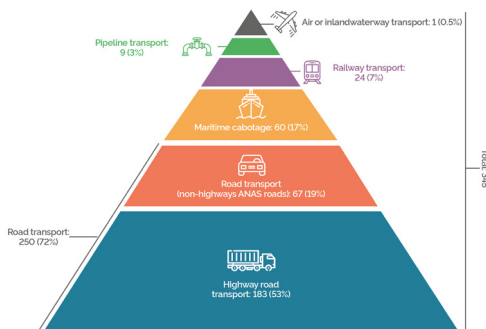 Air or inlandwaterway transport: 1 (0.5%)
Pipeline transport:
9 (3%)
Railway transport:
24 (7%)
Maritime cabotage: 60 (17%)
Road transport
(non-highways ANAS roads): 67 (19%)
Road transport:
250 (72%)
Highway road
transport: 183 (53%)